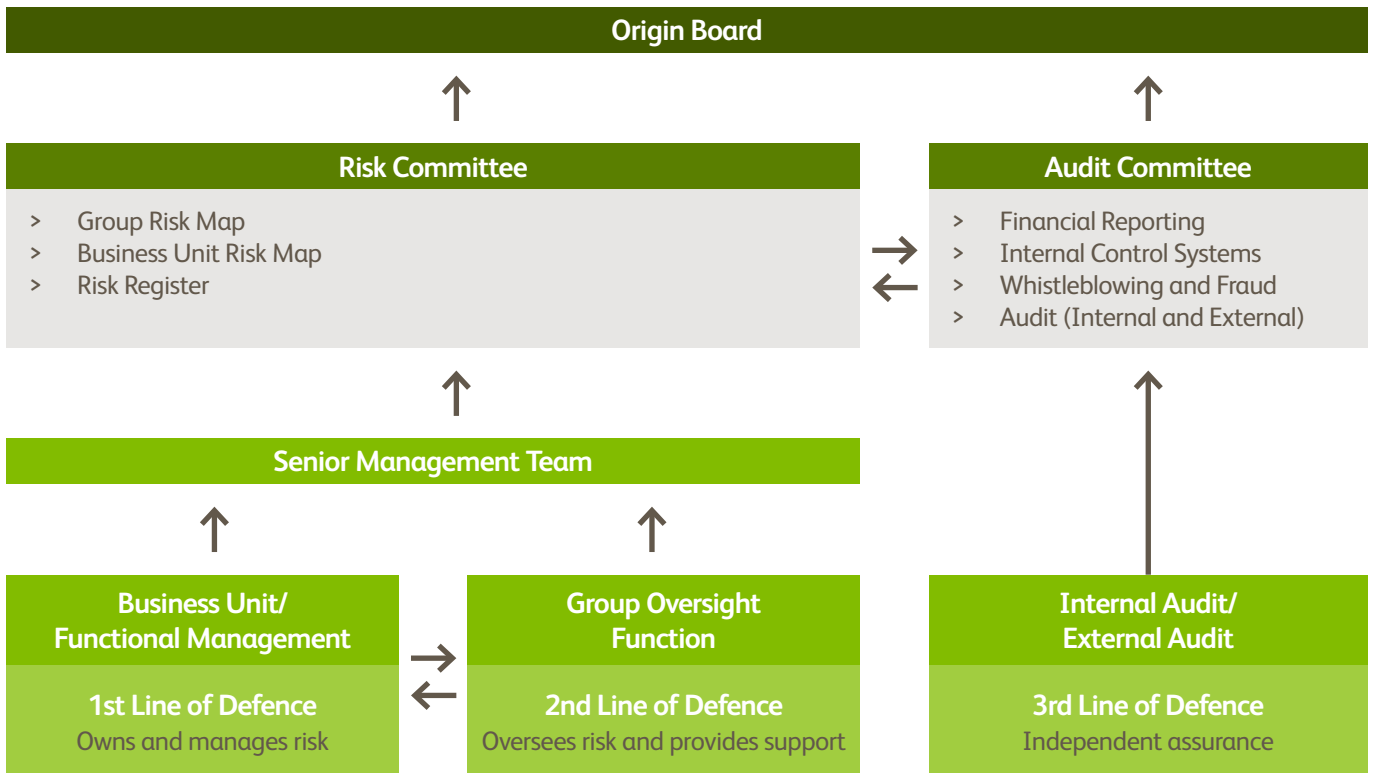 Origin Board
Risk Committee
> Group Risk Map
> Business Unit Risk Map
> Risk Register
Audit Committee
> Financial Reporting
> Internal Control Systems
> Whistleblowing and Fraud
> Audit (Internal and External)
Senior Management Team
Business Unit/
Functional Management
1st Line of Defence
Owns and manages risk
Group Oversight
Function
2nd Line of Defence
Oversees risk and provides support
Internal Audit/
External Audit
3rd Line of Defence
Independent assurance